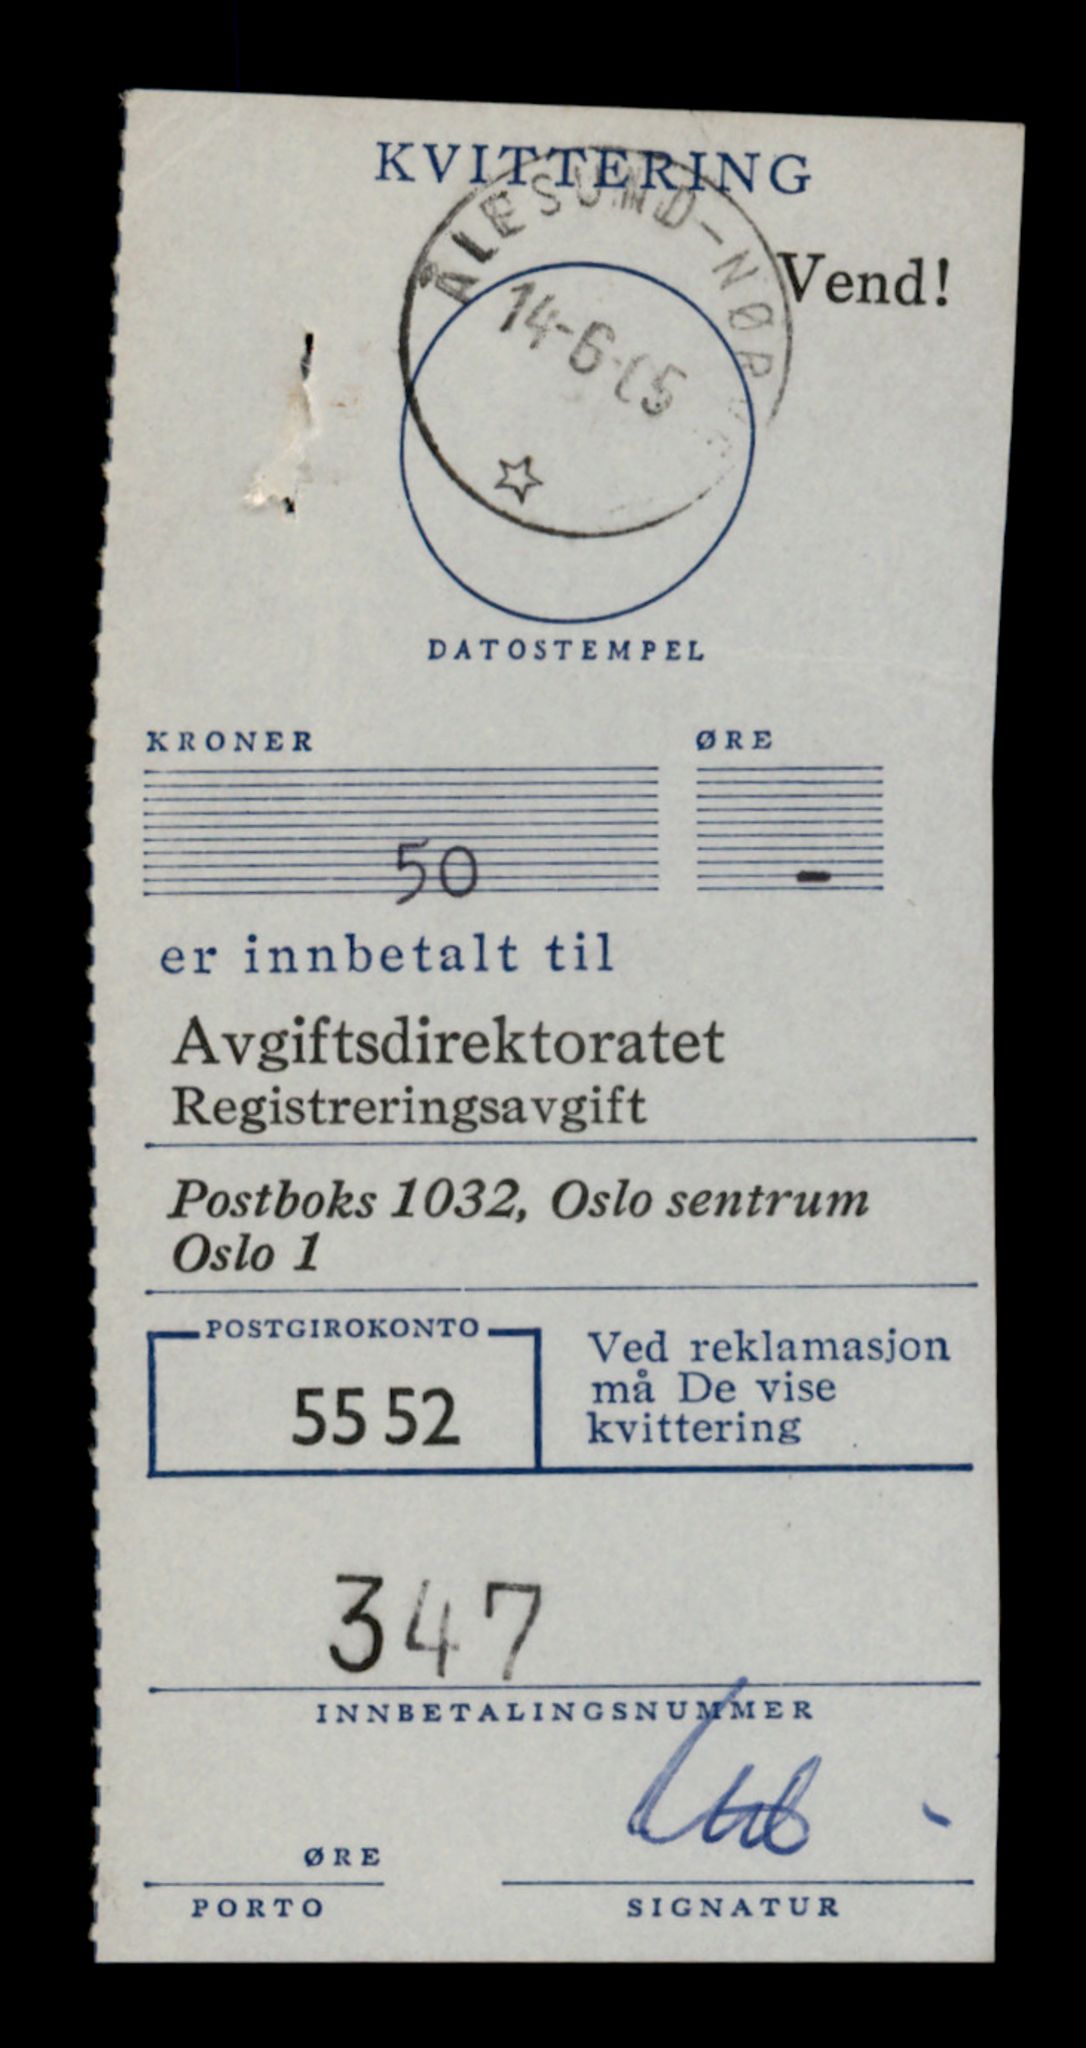 KVITTERING
Vend!
ÅLESUND-NØR
14-6-65
DATOSTEMPEL
KRONER ØRE
50 -
er innbetalt til
Avgiftsdirektoratet
Registreringsavgift
Postboks 1032, Oslo sentrum
Oslo 1
POSTGIROKONTO
55 52
Ved reklamasjon
må De vise
kvittering
347
INNBETALINGSNUMMER
ØRE
PORTO
SIGNATUR